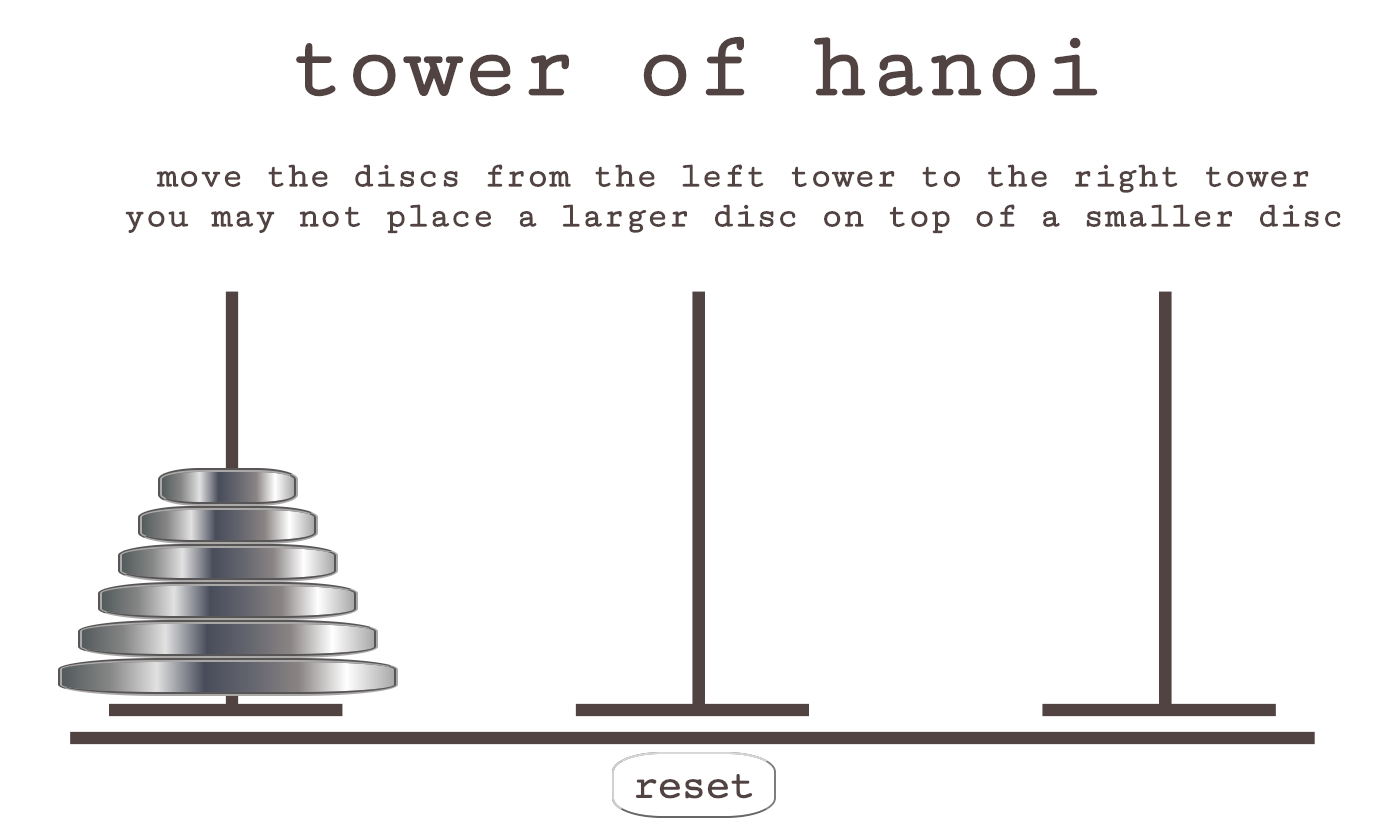 tower of hanoi
move the discs from the left tower to the right tower
you may not place a larger disc on top of a smaller disc
reset